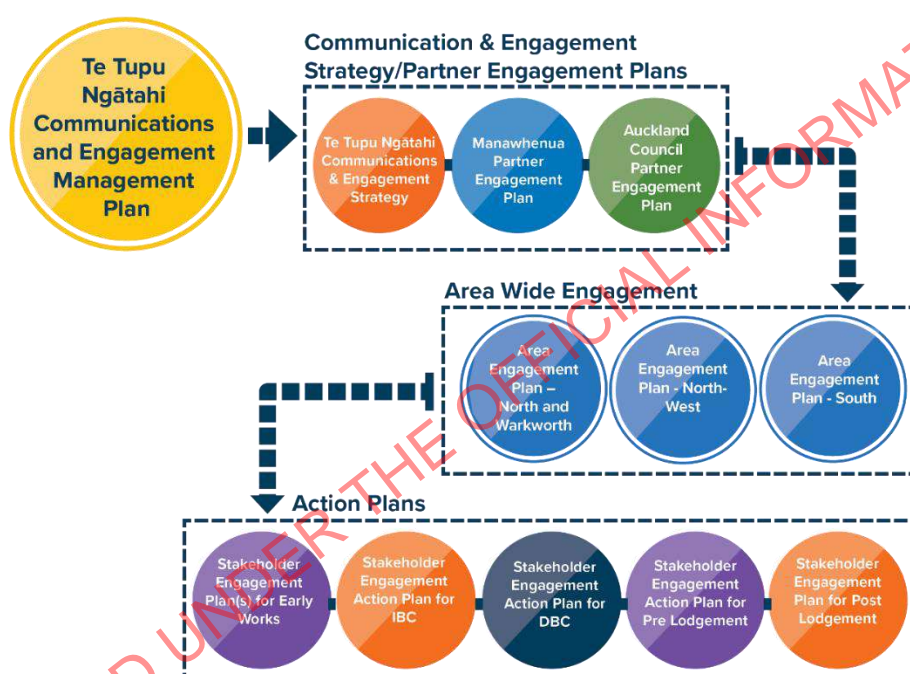 Te Tupu
Ngātahi
Communications
and Engagement
Management
Plan
Communication & Engagement
Strategy/Partner Engagement Plans
Te Tupu Ngātahi
Communications
& Engagement
Strategy
Manawhenua
Partner
Engagement
Plan
Auckland
Council
Partner
Engagement
Plan
Area Wide Engagement
Area
Engagement
Plan –
North and
Warkworth
Area
Engagement
Plan - North-
West
Area
Engagement
Plan - South
Action Plans
Stakeholder
Engagement
Plan(s) for Early
Works
Stakeholder
Engagement
Action Plan for
IBC
Stakeholder
Engagement
Action Plan for
DBC
Stakeholder
Engagement
Action Plan for
Pre Lodgement
Stakeholder
Engagement
Plan for Post
Lodgement
D UNDER THE OFFICIAL INFORMAT